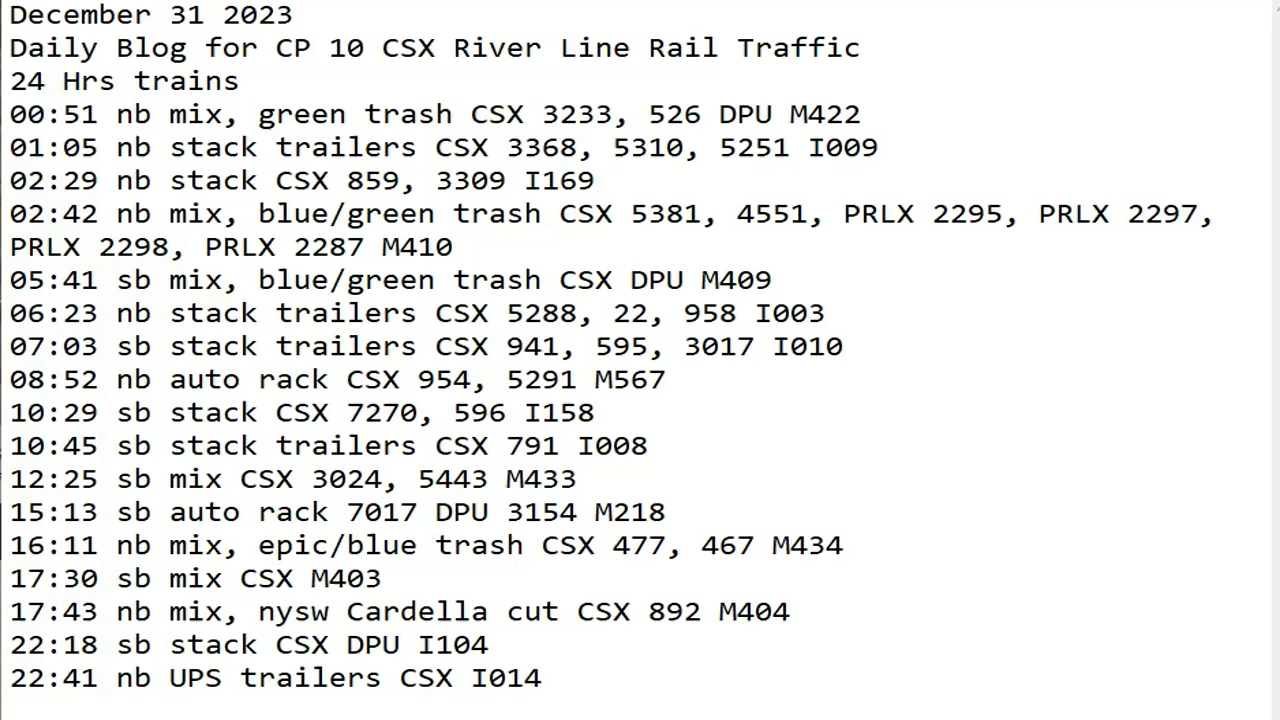 December 31 2023
Daily Blog for CP 10 CSX River Line Rail Traffic
24 Hrs trains
00:51 nb mix, green trash CSX 3233, 526 DPU M422
01:05 nb stack trailers CSX 3368, 5310, 5251 I009
02:29 nb stack CSX 859, 3309 I169
02:42 nb mix, blue/green trash CSX 5381, 4551, PRLX 2295, PRLX 2297,
PRLX 2298, PRLX 2287 M410
05:41 sb mix, blue/green trash CSX DPU M409
06:23 nb stack trailers CSX 5288, 22, 958 I003
07:03 sb stack trailers CSX 941, 595, 3017 I010
08:52 nb auto rack CSX 954, 5291 M567
10:29 sb stack CSX 7270, 596 I158
10:45 sb stack trailers CSX 791 I008
12:25 sb mix CSX 3024, 5443 M433
15:13 sb auto rack 7017 DPU 3154 M218
16:11 nb mix, epic/blue trash CSX 477, 467 M434
17:30 sb mix CSX M403
17:43 nb mix, nysw Cardella cut CSX 892 M404
22:18 sb stack CSX DPU I104
22:41 nb UPS trailers CSX I014